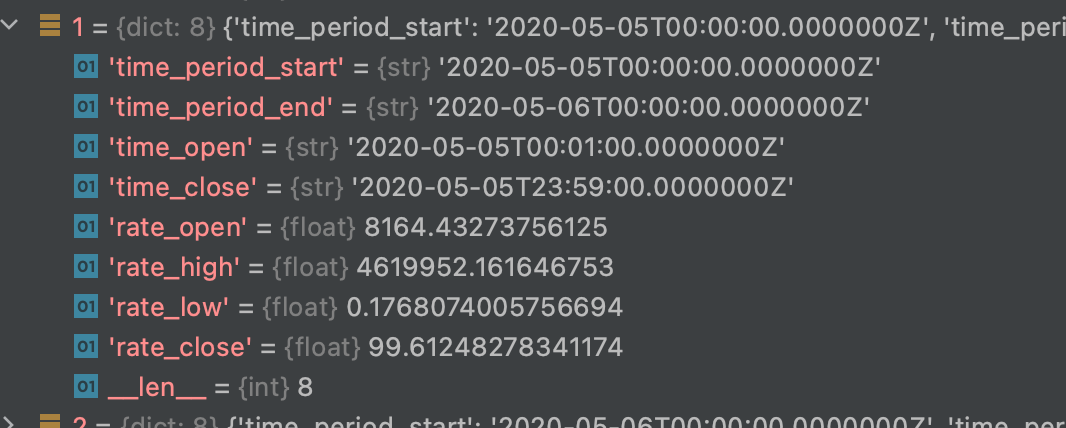 1 = {dict: 8} {'time_period_start': '2020-05-05T00:00:00.0000000Z', 'time_peri
01 'time_period_start' = {str} '2020-05-05T00:00:00.0000000Z'
01 'time_period_end' = {str} '2020-05-06T00:00:00.0000000Z'
01 'time_open' = {str} '2020-05-05T00:01:00.0000000Z'
01 'time_close' = {str} '2020-05-05T23:59:00.0000000Z'
01 'rate_open' = {float} 8164.43273756125
01 'rate_high' = {float} 4619952.161646753
01 'rate_low' = {float} 0.1768074005756694
01 'rate_close' = {float} 99.61248278341174
01 __len__ = {int} 8
2 = {dict: 8} {'time_period_start': '2020-05-06T00:00:00.0000000Z', 'time_per